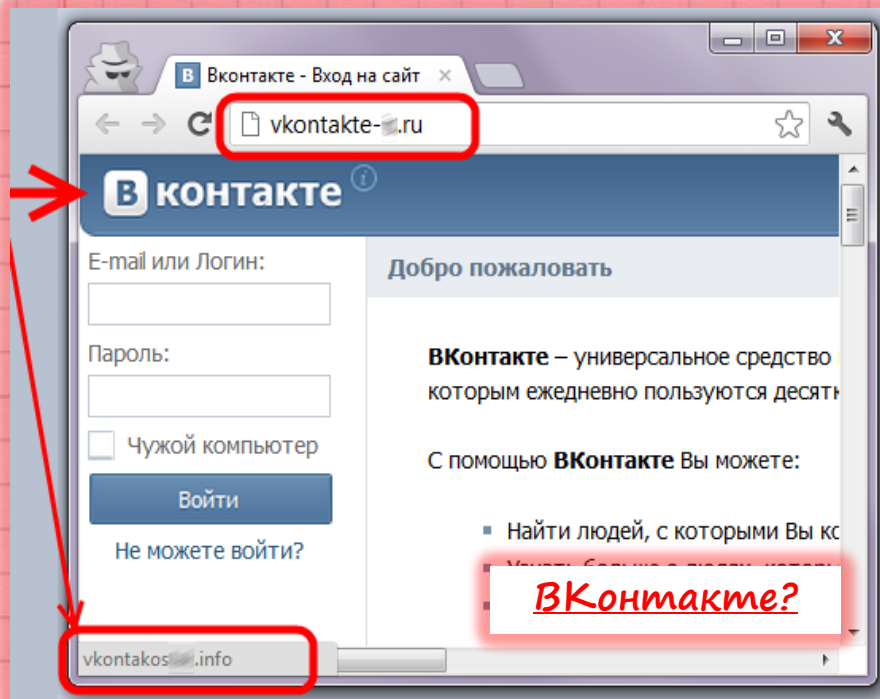 Вконтакте - Вход на сайт
vkontakte- .ru
В контакте
E-mail или Логин:
Пароль:
Чужой компьютер
Войти
Не можете войти?
Добро пожаловать
ВКонтакте – универсальное средство
которым ежедневно пользуются десятк
С помощью ВКонтакте Вы можете:
Найти людей, с которыми Вы ко
ВКонтакте?
vkontakos .info